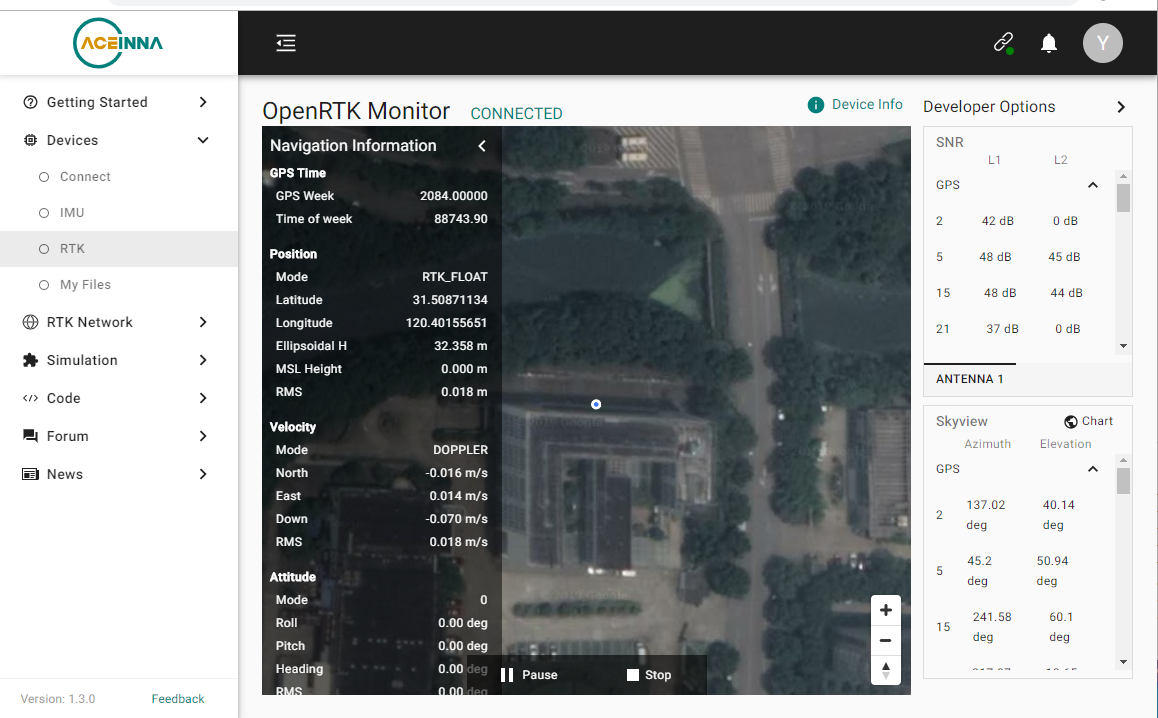 ACEINNA
Y
Getting Started
Devices
Connect
IMU
RTK
My Files
RTK Network
Simulation
Code
Forum
News
Version: 1.3.0 Feedback
OpenRTK Monitor CONNECTED
Device Info
Navigation Information
GPS Time
GPS Week 2084.00000
Time of week 88743.90
Position
Mode RTK_FLOAT
Latitude 31.50871134
Longitude 120.40155651
Ellipsoidal H 32.358 m
MSL Height 0.000 m
RMS 0.018 m
Velocity
Mode DOPPLER
North -0.016 m/s
East 0.014 m/s
Down -0.070 m/s
RMS 0.018 m/s
Attitude
Mode 0
Roll 0.00 deg
Pitch 0.00 deg
Heading 0.00 deg
RMS 0.00 deg
Pause Stop
Developer Options
SNR
L1 L2
GPS
2 42 dB 0 dB
5 48 dB 45 dB
15 48 dB 44 dB
21 37 dB 0 dB
ANTENNA 1
Skyview Chart
Azimuth Elevation
GPS
2 137.02 deg 40.14 deg
5 45.2 deg 50.94 deg
15 241.58 deg 60.1 deg